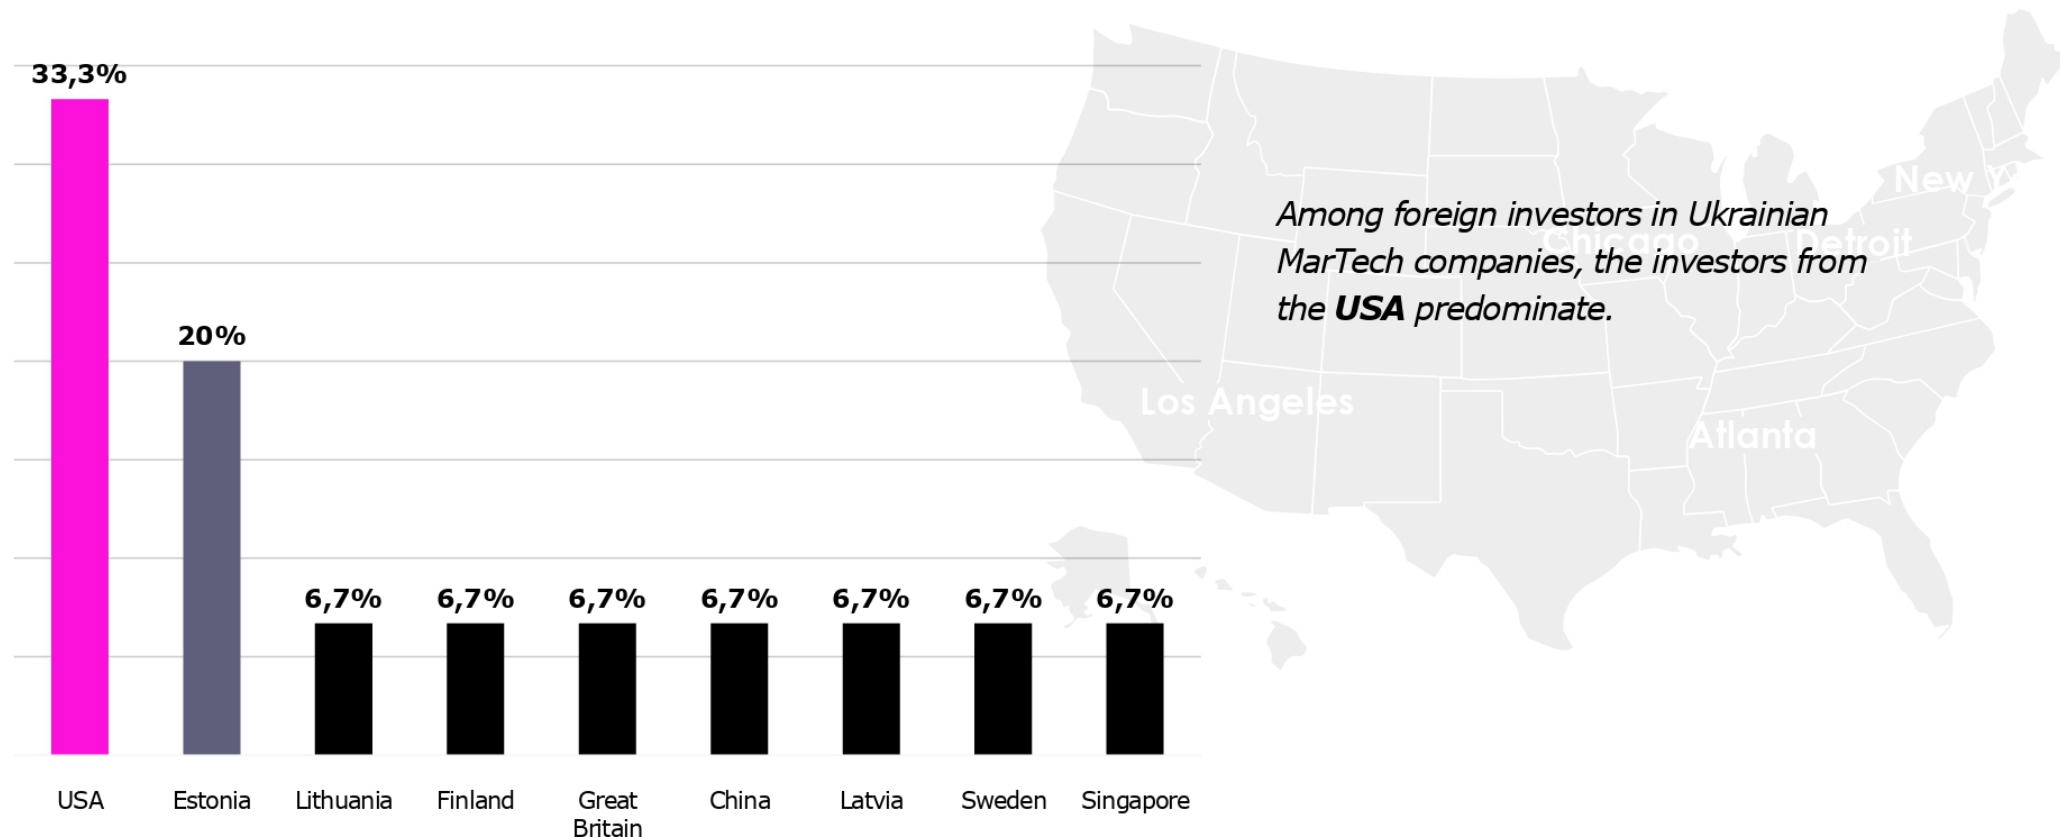 33,3%
20%
6,7%
6,7%
6,7%
6,7%
6,7%
6,7%
6,7%
USA
Estonia
Lithuania
Finland
Great
Britain
China
Latvia
Sweden
Singapore
Among foreign investors in Ukrainian
MarTech companies, the investors from
the USA predominate.
New Y
Chicago
Detroit
Los Angeles
Atlanta